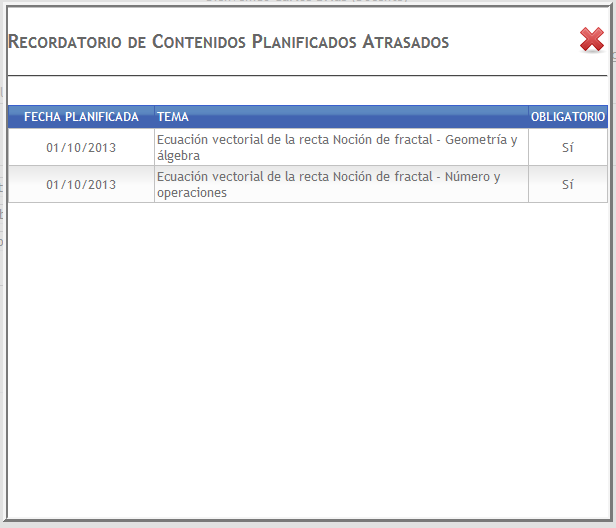 RECORDATORIO DE CONTENIDOS PLANIFICADOS ATRASADOS
FECHA PLANIFICADA TEMA OBLIGATORIO
01/10/2013 Ecuación vectorial de la recta Noción de fractal - Geometría y álgebra Sí
01/10/2013 Ecuación vectorial de la recta Noción de fractal - Número y operaciones Sí